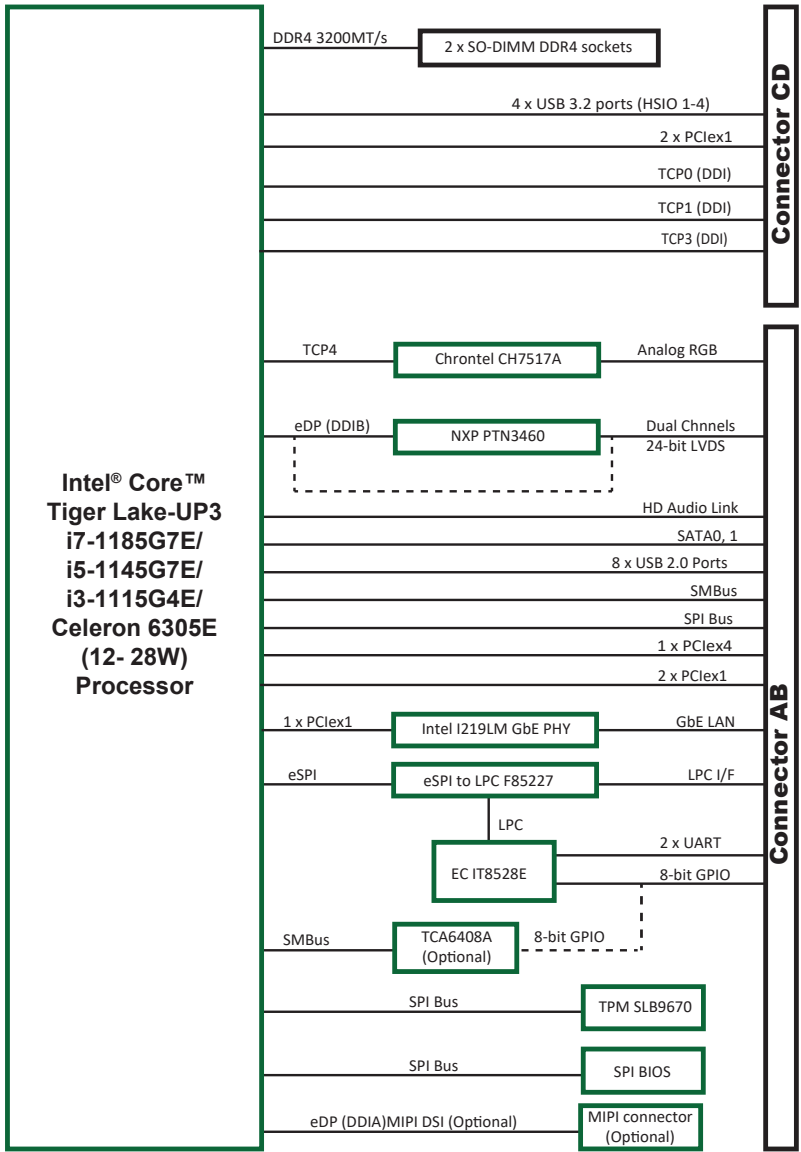 DDR4 3200MT/s
2 x SO-DIMM DDR4 sockets
4 x USB 3.2 ports (HSIO 1-4)
2 x PCIex1
TCP0 (DDI)
TCP1 (DDI)
TCP3 (DDI)
Connector CD
TCP4
Chrontel CH7517A
Analog RGB
eDP (DDIB)
NXP PTN3460
Dual Chnnels
24-bit LVDS
Intel® Core™
Tiger Lake-UP3
i7-1185G7E/
i5-1145G7E/
i3-1115G4E/
Celeron 6305E
(12- 28W)
Processor
HD Audio Link
SATA0, 1
8 x USB 2.0 Ports
SMBus
SPI Bus
1 x PCIex4
2 x PCIex1
1 x PCIex1
Intel I219LM GbE PHY
GbE LAN
eSPI
eSPI to LPC F85227
LPC I/F
LPC
EC IT8528E
2 x UART
8-bit GPIO
Connector AB
SMBus
TCA6408A
(Optional)
8-bit GPIO
SPI Bus
TPM SLB9670
SPI Bus
SPI BIOS
eDP (DDIA)MIPI DSI (Optional)
MIPI connector
(Optional)